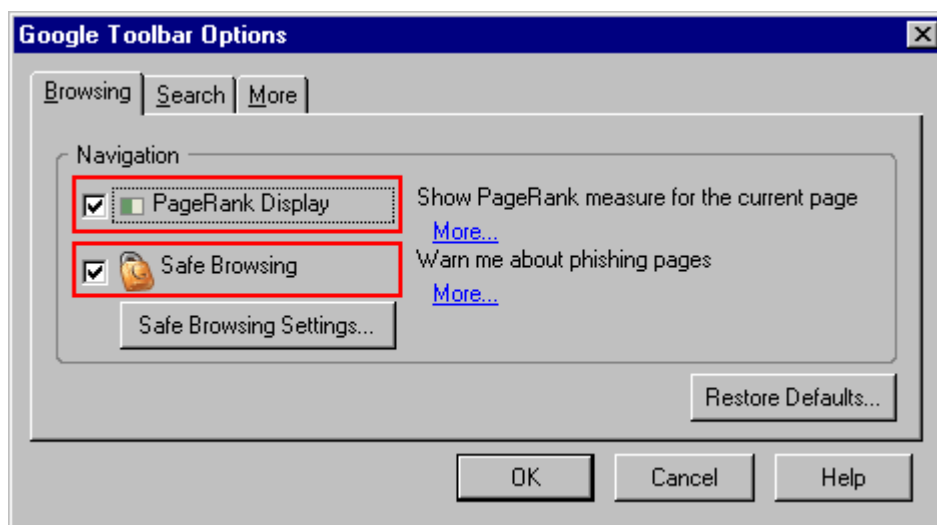 Google Toolbar Options
Browsing Search More
Navigation
PageRank Display Show PageRank measure for the current page
More...
Safe Browsing Warn me about phishing pages
More...
Safe Browsing Settings...
Restore Defaults...
OK Cancel Help